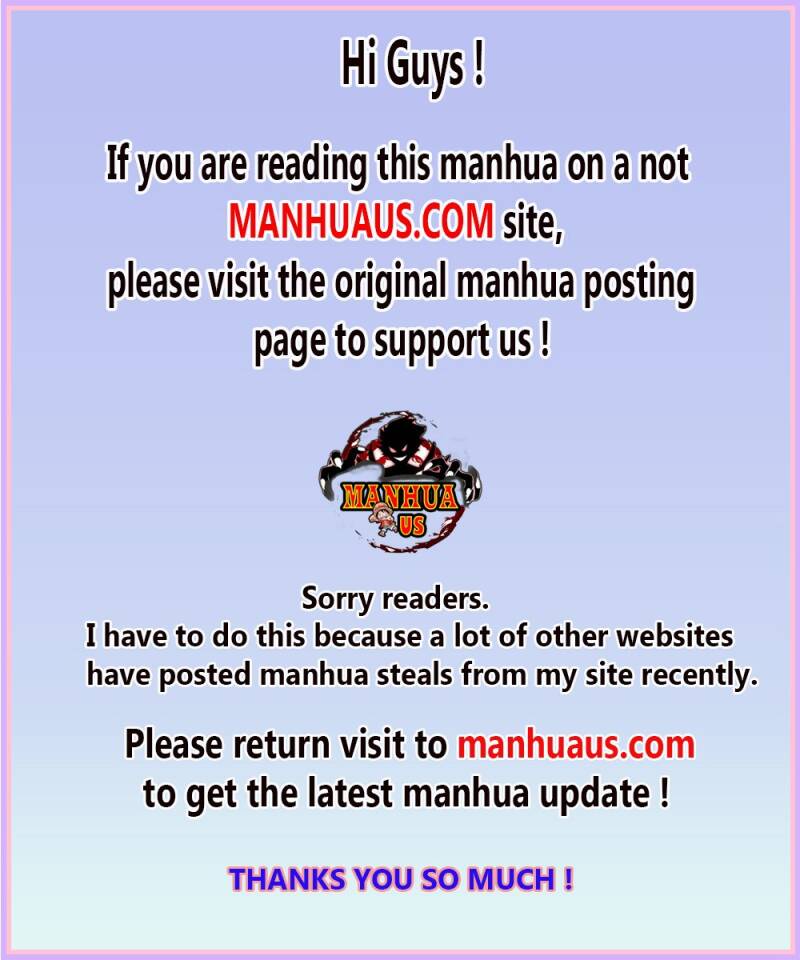 Hi Guys !
If you are reading this manhua on a not
MANHUAUS.COM site,
please visit the original manhua posting
page to support us !
MANHUA
US
Sorry readers.
I have to do this because a lot of other websites
have posted manhua steals from my site recently.
Please return visit to manhuaus.com
to get the latest manhua update !
THANKS YOU SO MUCH !